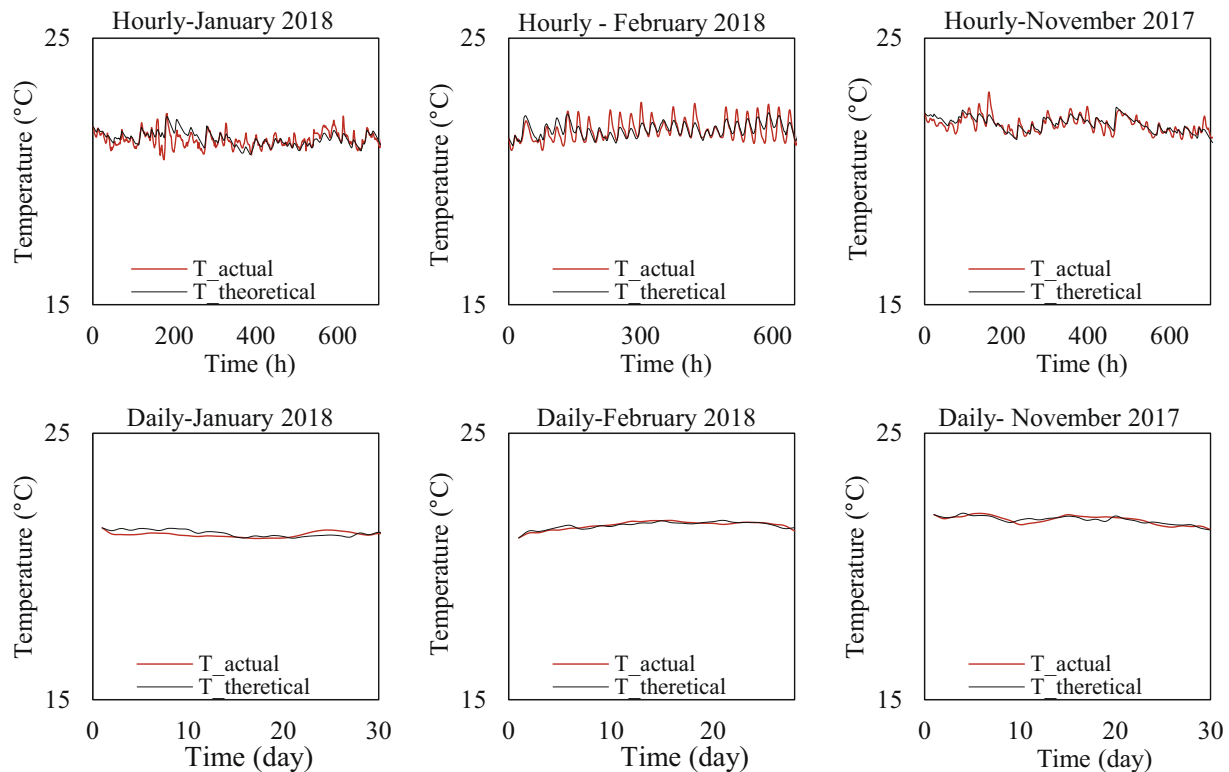 Hourly-January 2018
25
Temperature (°C)
T_actual
T_theoretical
15
0 200 400 600
Time (h)
Hourly - February 2018
25
Temperature (°C)
T_actual
T_theretical
15
0 300 600
Time (h)
Hourly-November 2017
25
Temperature (°C)
T_actual
T_theretical
15
0 200 400 600
Time (h)
Daily-January 2018
25
Temperature (°C)
T_actual
T_theretical
15
0 10 20 30
Time (day)
Daily-February 2018
25
Temperature (°C)
T_actual
T_theretical
15
0 10 20
Time (day)
Daily- November 2017
25
Temperature (°C)
T_actual
T_theretical
15
0 10 20 30
Time (day)